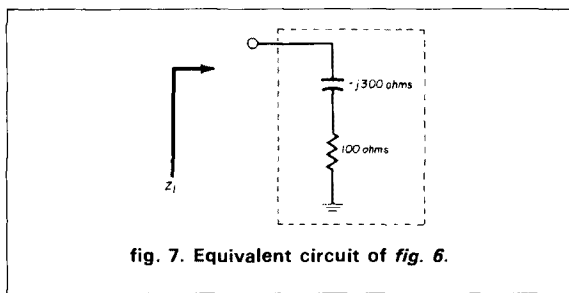 -j300 ohms
100 ohms
Z1
fig. 7. Equivalent circuit of fig. 6.